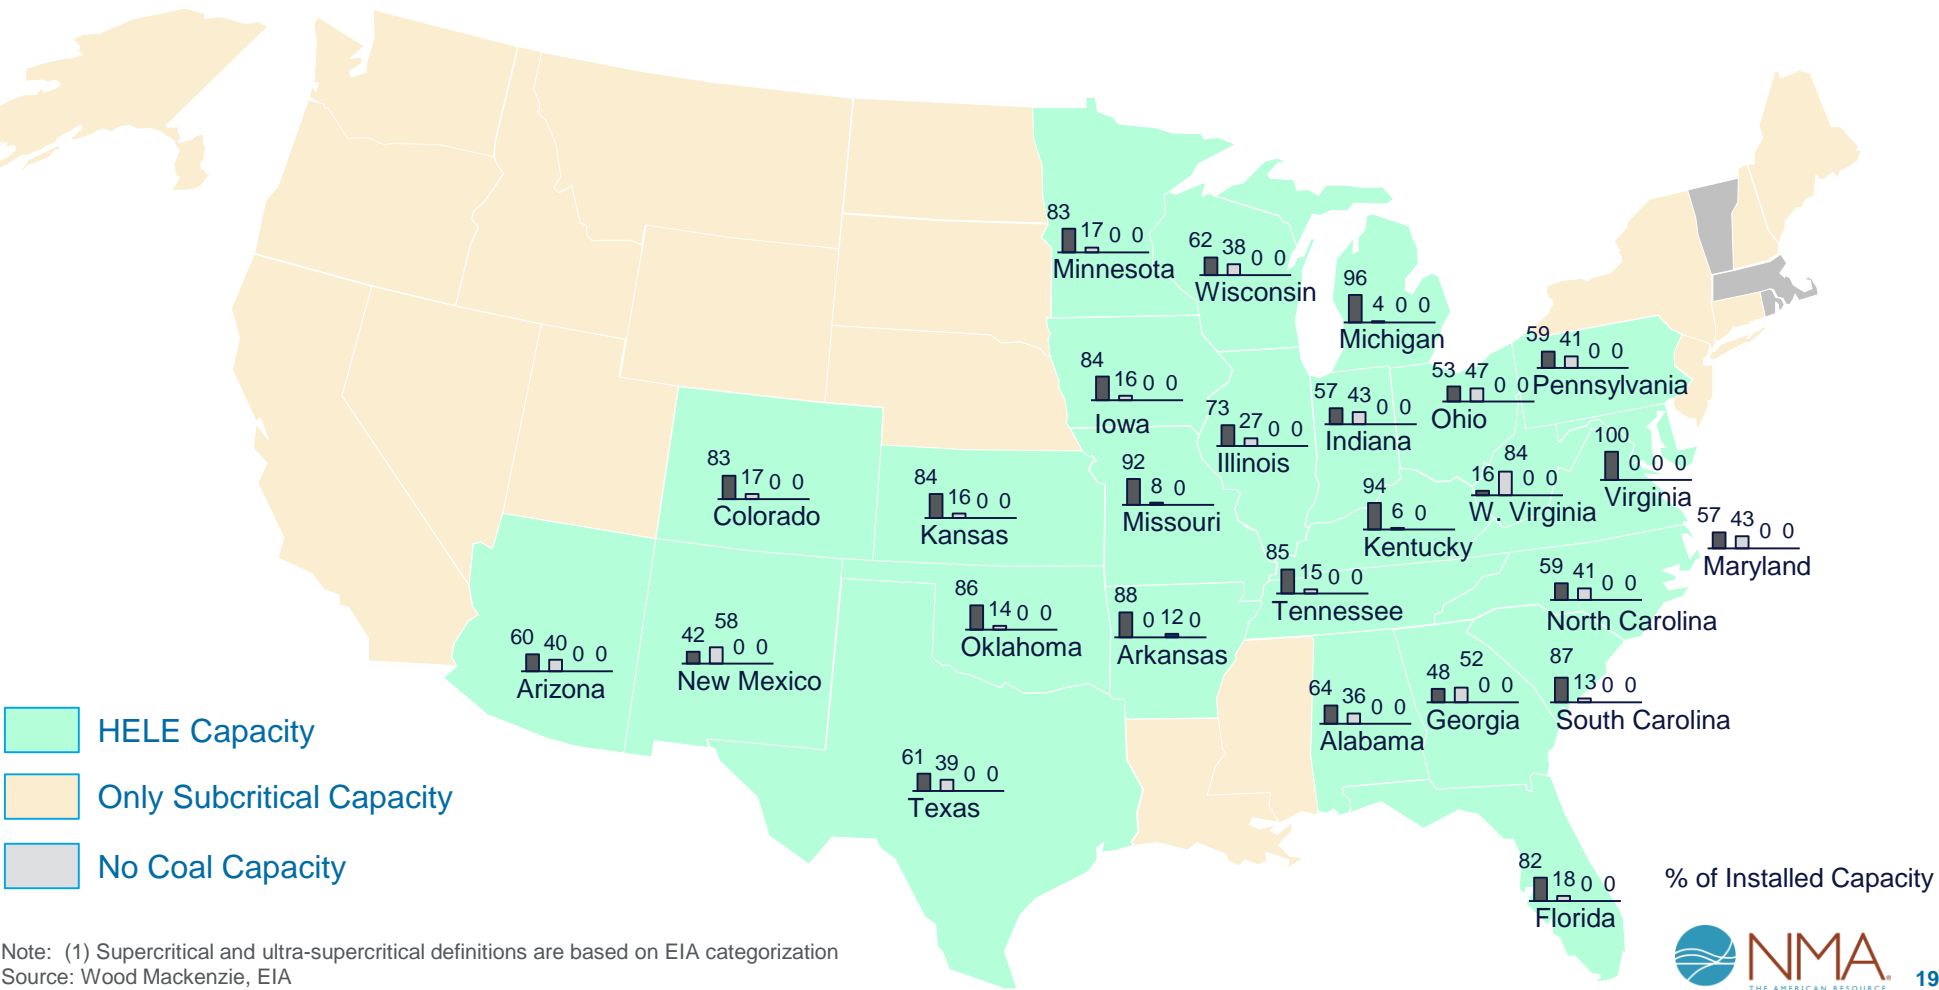 83 17 0 0
Minnesota
62 38 0 0
Wisconsin
96 4 0 0
Michigan
59 41 0 0
Pennsylvania
84 16 0 0
Iowa
73 27 0 0
Illinois
57 43 0 0
Indiana
53 47 0 0
Ohio
83 17 0 0
Colorado
84 16 0 0
Kansas
92 8 0
Missouri
94 6 0
Kentucky
16 84 0 0
W. Virginia
100 0 0 0
Virginia
57 43 0 0
Maryland
85 15 0 0
Tennessee
59 41 0 0
North Carolina
60 40 0 0
Arizona
42 58 0 0
New Mexico
86 14 0 0
Oklahoma
88 0 12 0
Arkansas
64 36 0 0
Alabama
48 52 0 0
Georgia
87 13 0 0
South Carolina
61 39 0 0
Texas
82 18 0 0
Florida
HELE Capacity
Only Subcritical Capacity
No Coal Capacity
% of Installed Capacity
Note: (1) Supercritical and ultra-supercritical definitions are based on EIA categorization
Source: Wood Mackenzie, EIA
NMA
THE AMERICAN RESOURCE
19